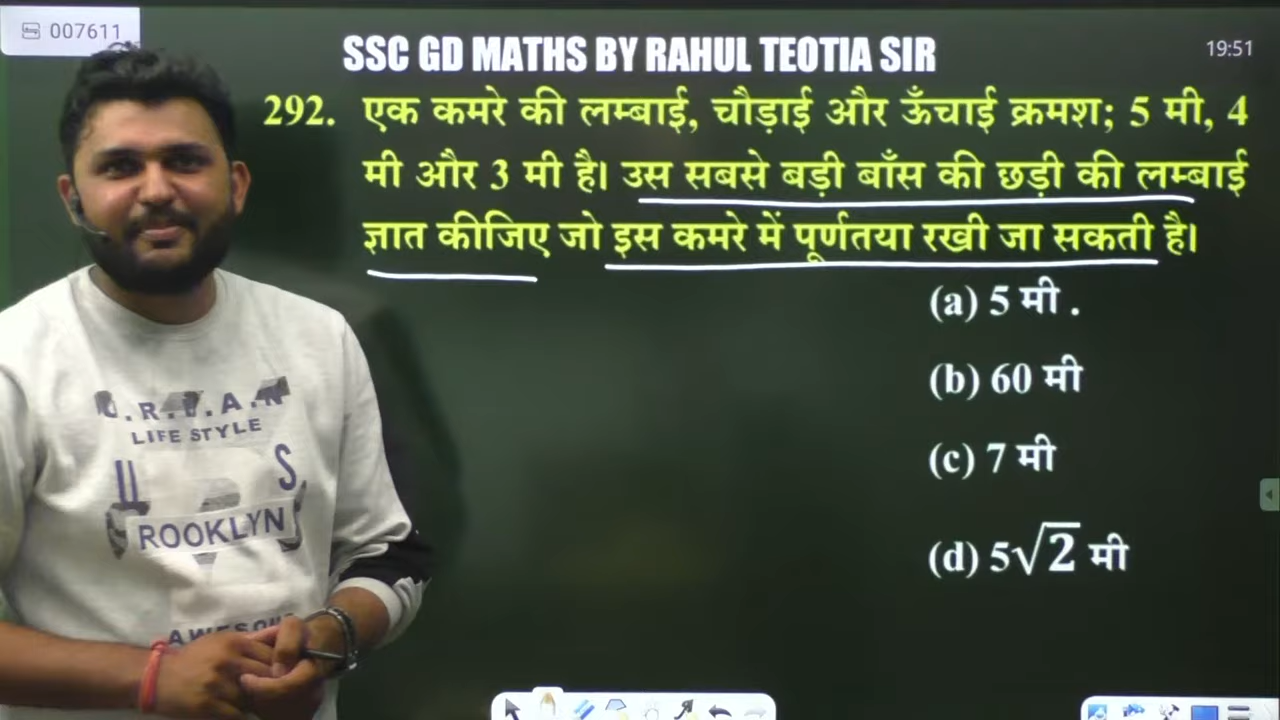 007611
SSC GD MATHS BY RAHUL TEOTIA SIR
19:51
292. एक कमरे की लम्बाई, चौड़ाई और ऊँचाई क्रमश; 5 मी, 4
मी और 3 मी है। उस सबसे बड़ी बाँस की छड़ी की लम्बाई
ज्ञात कीजिए जो इस कमरे में पूर्णतया रखी जा सकती है।
(a) 5 मी .
(b) 60 मी
(c) 7 मी
(d) 5√2 मी
LIFE STYLE
ROOKLYN